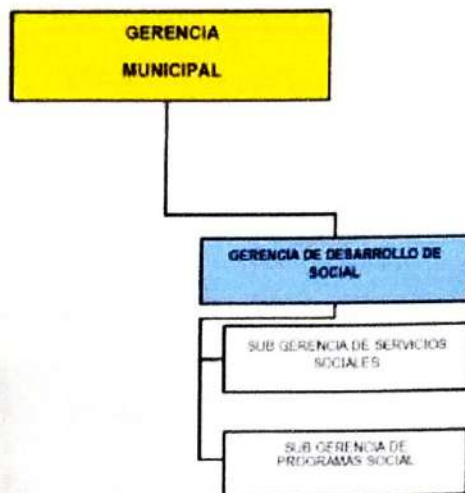 GERENCIA
MUNICIPAL
GERENCIA DE DESARROLLO DE
SOCIAL
SUB GERENCIA DE SERVICIOS
SOCIALES
SUB GERENCIA DE
PROGRAMAS SOCIAL